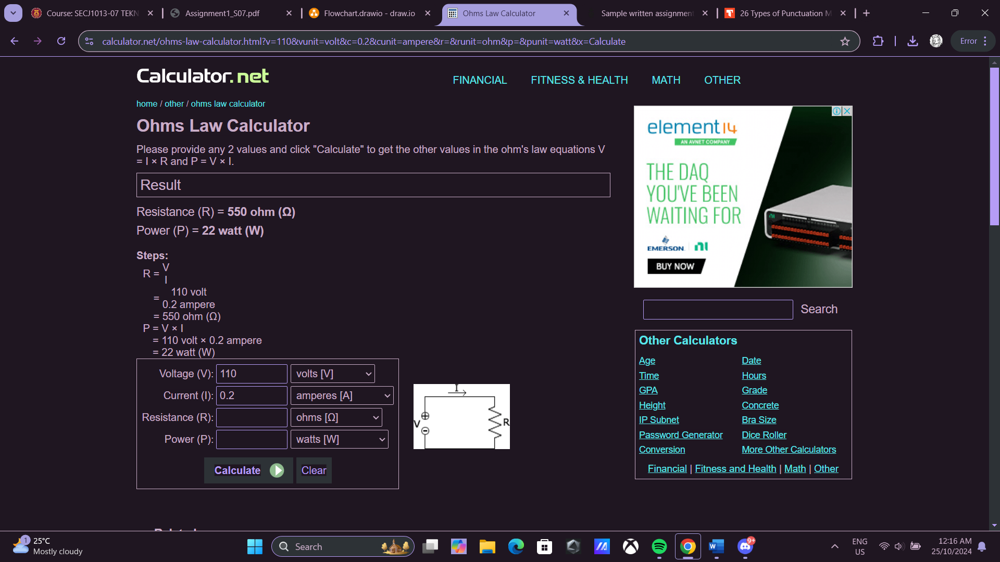 Course: SECJ1013-07 TEKN
Assignment1_S07.pdf
Flowchart.drawio - draw.io
Ohms Law Calculator
Sample written assignment
26 Types of Punctuation M
calculator.net/ohms-law-calculator.html?v=110&vunit=volt&c=0.2&cunit=ampere&r=&runit=ohm&p=&punit=watt&x=Calculate
Error
Calculator.net
FINANCIAL
FITNESS & HEALTH
MATH
OTHER
home / other / ohms law calculator
Ohms Law Calculator
Please provide any 2 values and click "Calculate" to get the other values in the ohm's law equations V
= I × R and P = V × I.
Result
Resistance (R) = 550 ohm (Ω)
Power (P) = 22 watt (W)
Steps:
R =
V
I
=
110 volt
0.2 ampere
= 550 ohm (Ω)
P = V × I
= 110 volt × 0.2 ampere
= 22 watt (W)
Voltage (V): 110 volts [V]
Current (I): 0.2 amperes [A]
Resistance (R): ohms [Ω]
Power (P): watts [W]
Calculate
Clear
I
V
R
element14
AN AVNET COMPANY
THE DAQ
YOU'VE BEEN
WAITING FOR
EMERSON
ni
BUY NOW
Search
Other Calculators
Age
Date
Time
Hours
GPA
Grade
Height
Concrete
IP Subnet
Bra Size
Password Generator
Dice Roller
Conversion
More Other Calculators
Financial | Fitness and Health | Math | Other
1
25°C
Mostly cloudy
Search
W
9+
ENG
US
12:16 AM
25/10/2024